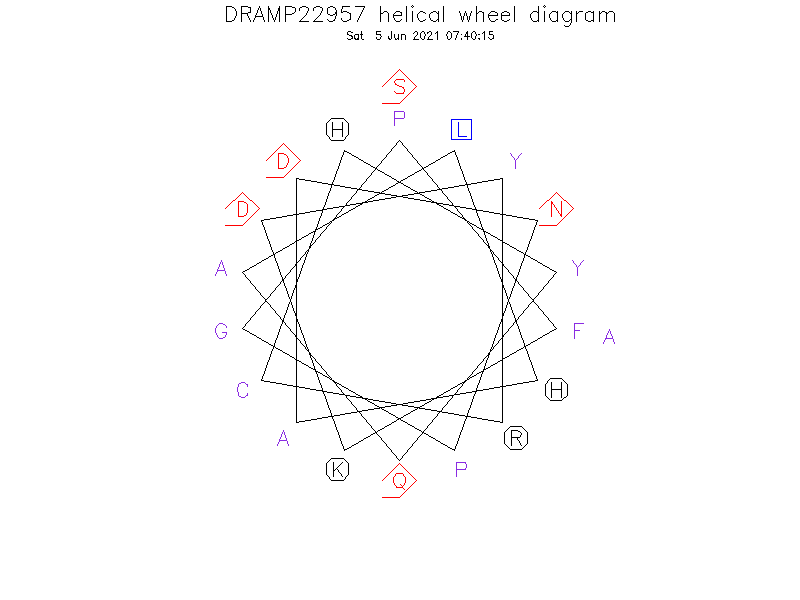 DRAMP22957 helical wheel diagram
Sat 5 Jun 2021 07:40:15
S
H
P
L
D
Y
D
N
A
Y
G
F
A
C
H
A
R
K
Q
P